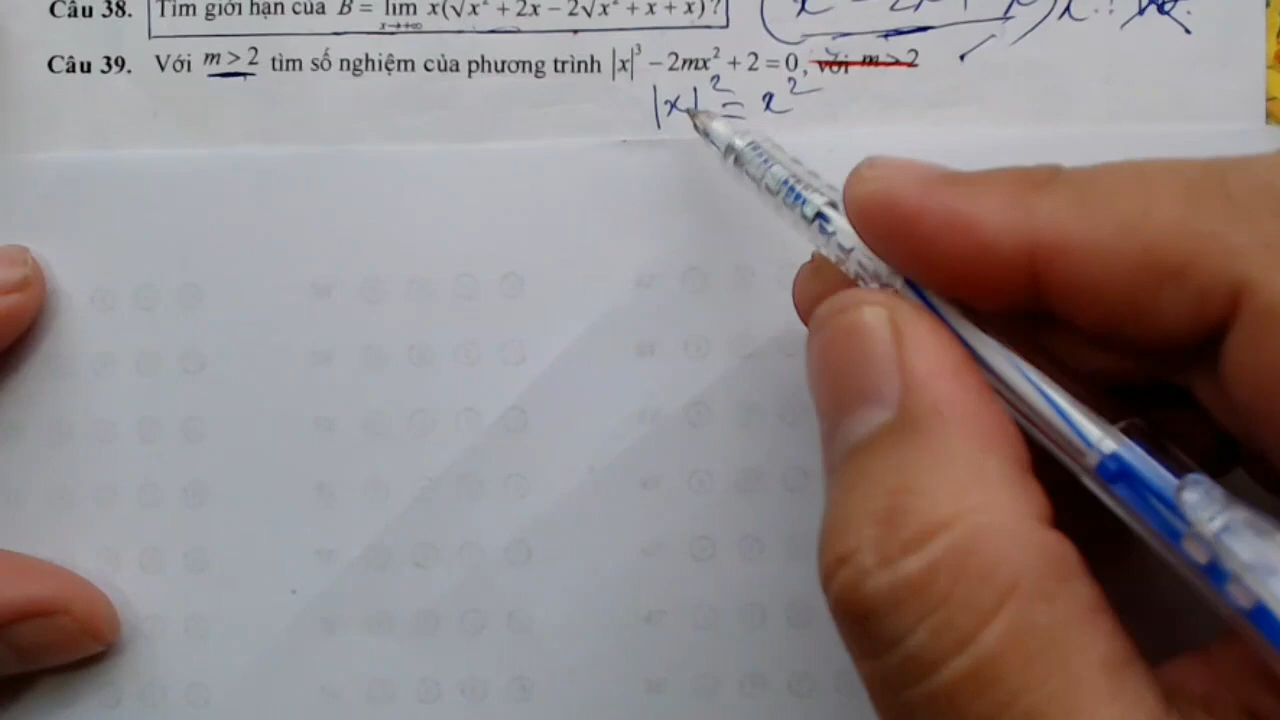 Câu 38. Tìm giới hạn của B = lim x(√x² + 2x − 2√x² + x + x) ?
x→+∞
Câu 39. Với m > 2 tìm số nghiệm của phương trình |x|³ − 2mx² + 2 = 0, với m > 2
|x|² = x²